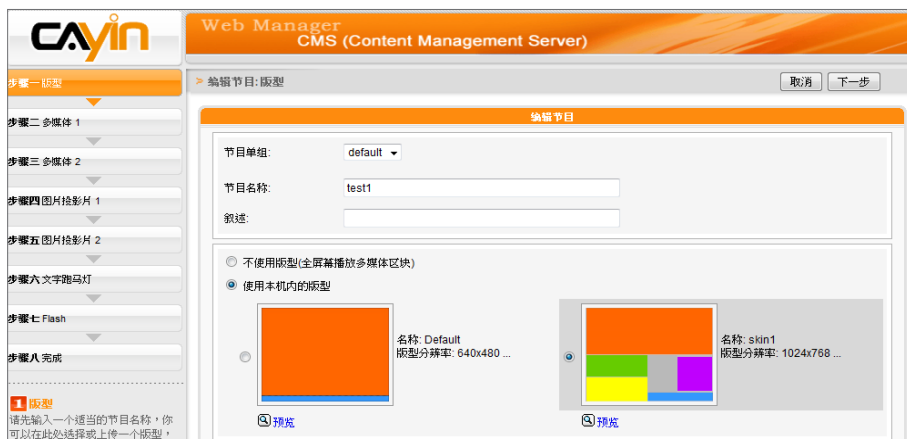 CAYIN
Web Manager
CMS (Content Management Server)
步骤一 版型
步骤二 多媒体 1
步骤三 多媒体 2
步骤四 图片投影片 1
步骤五 图片投影片 2
步骤六 文字跑马灯
步骤七 Flash
步骤八 完成
1 版型
请先输入一个适当的节目名称，你
可以在此处选择或上传一个版型，
> 编辑节目:版型
取消 下一步
编辑节目
节目单组: default
节目名称: test1
叙述:
不使用版型(全屏幕播放多媒体区块)
使用本机内的版型
名称: Default
版型分辨率: 640x480 ...
预览
名称: skin1
版型分辨率: 1024x768 ...
预览